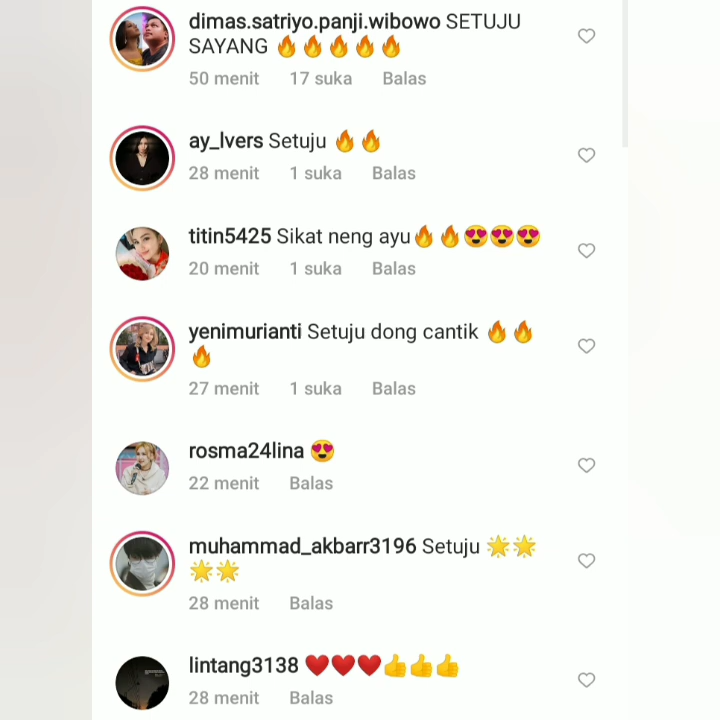 dimas.satriyo.panji.wibowo SETUJU
SAYANG 🔥🔥🔥🔥🔥
50 menit 17 suka Balas
ay_lvers Setuju 🔥🔥
28 menit 1 suka Balas
titin5425 Sikat neng ayu🔥🔥😍😍😍
20 menit 1 suka Balas
yenimurianti Setuju dong cantik 🔥🔥
🔥
27 menit 1 suka Balas
rosma24lina 😍
22 menit Balas
muhammad_akbarr3196 Setuju 🌟🌟
🌟🌟
28 menit Balas
lintang3138 ❤️❤️❤️👍👍👍
28 menit Balas